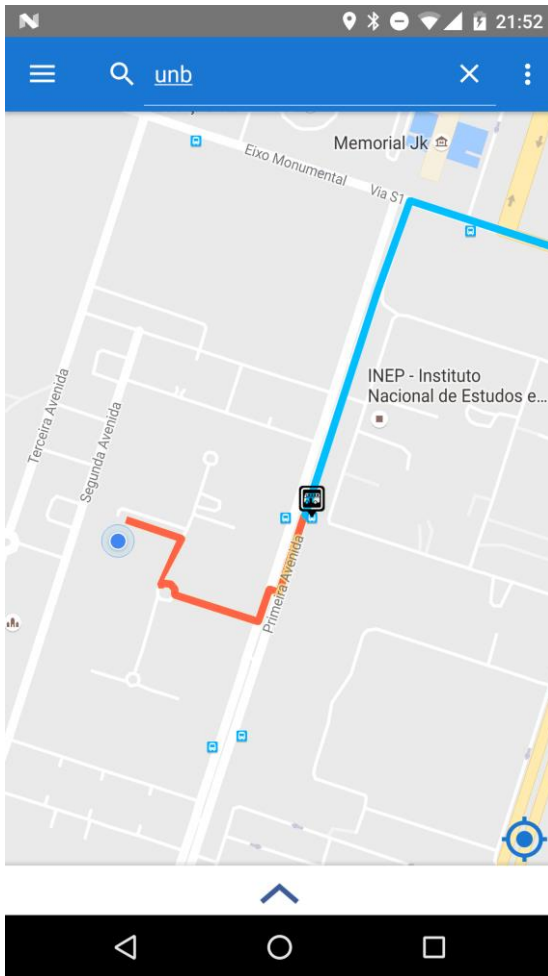 21:52
unb
Memorial Jk
Eixo Monumental
Via S1
INEP - Instituto
Nacional de Estudos e...
Terceira Avenida
Segunda Avenida
Primeira Avenida